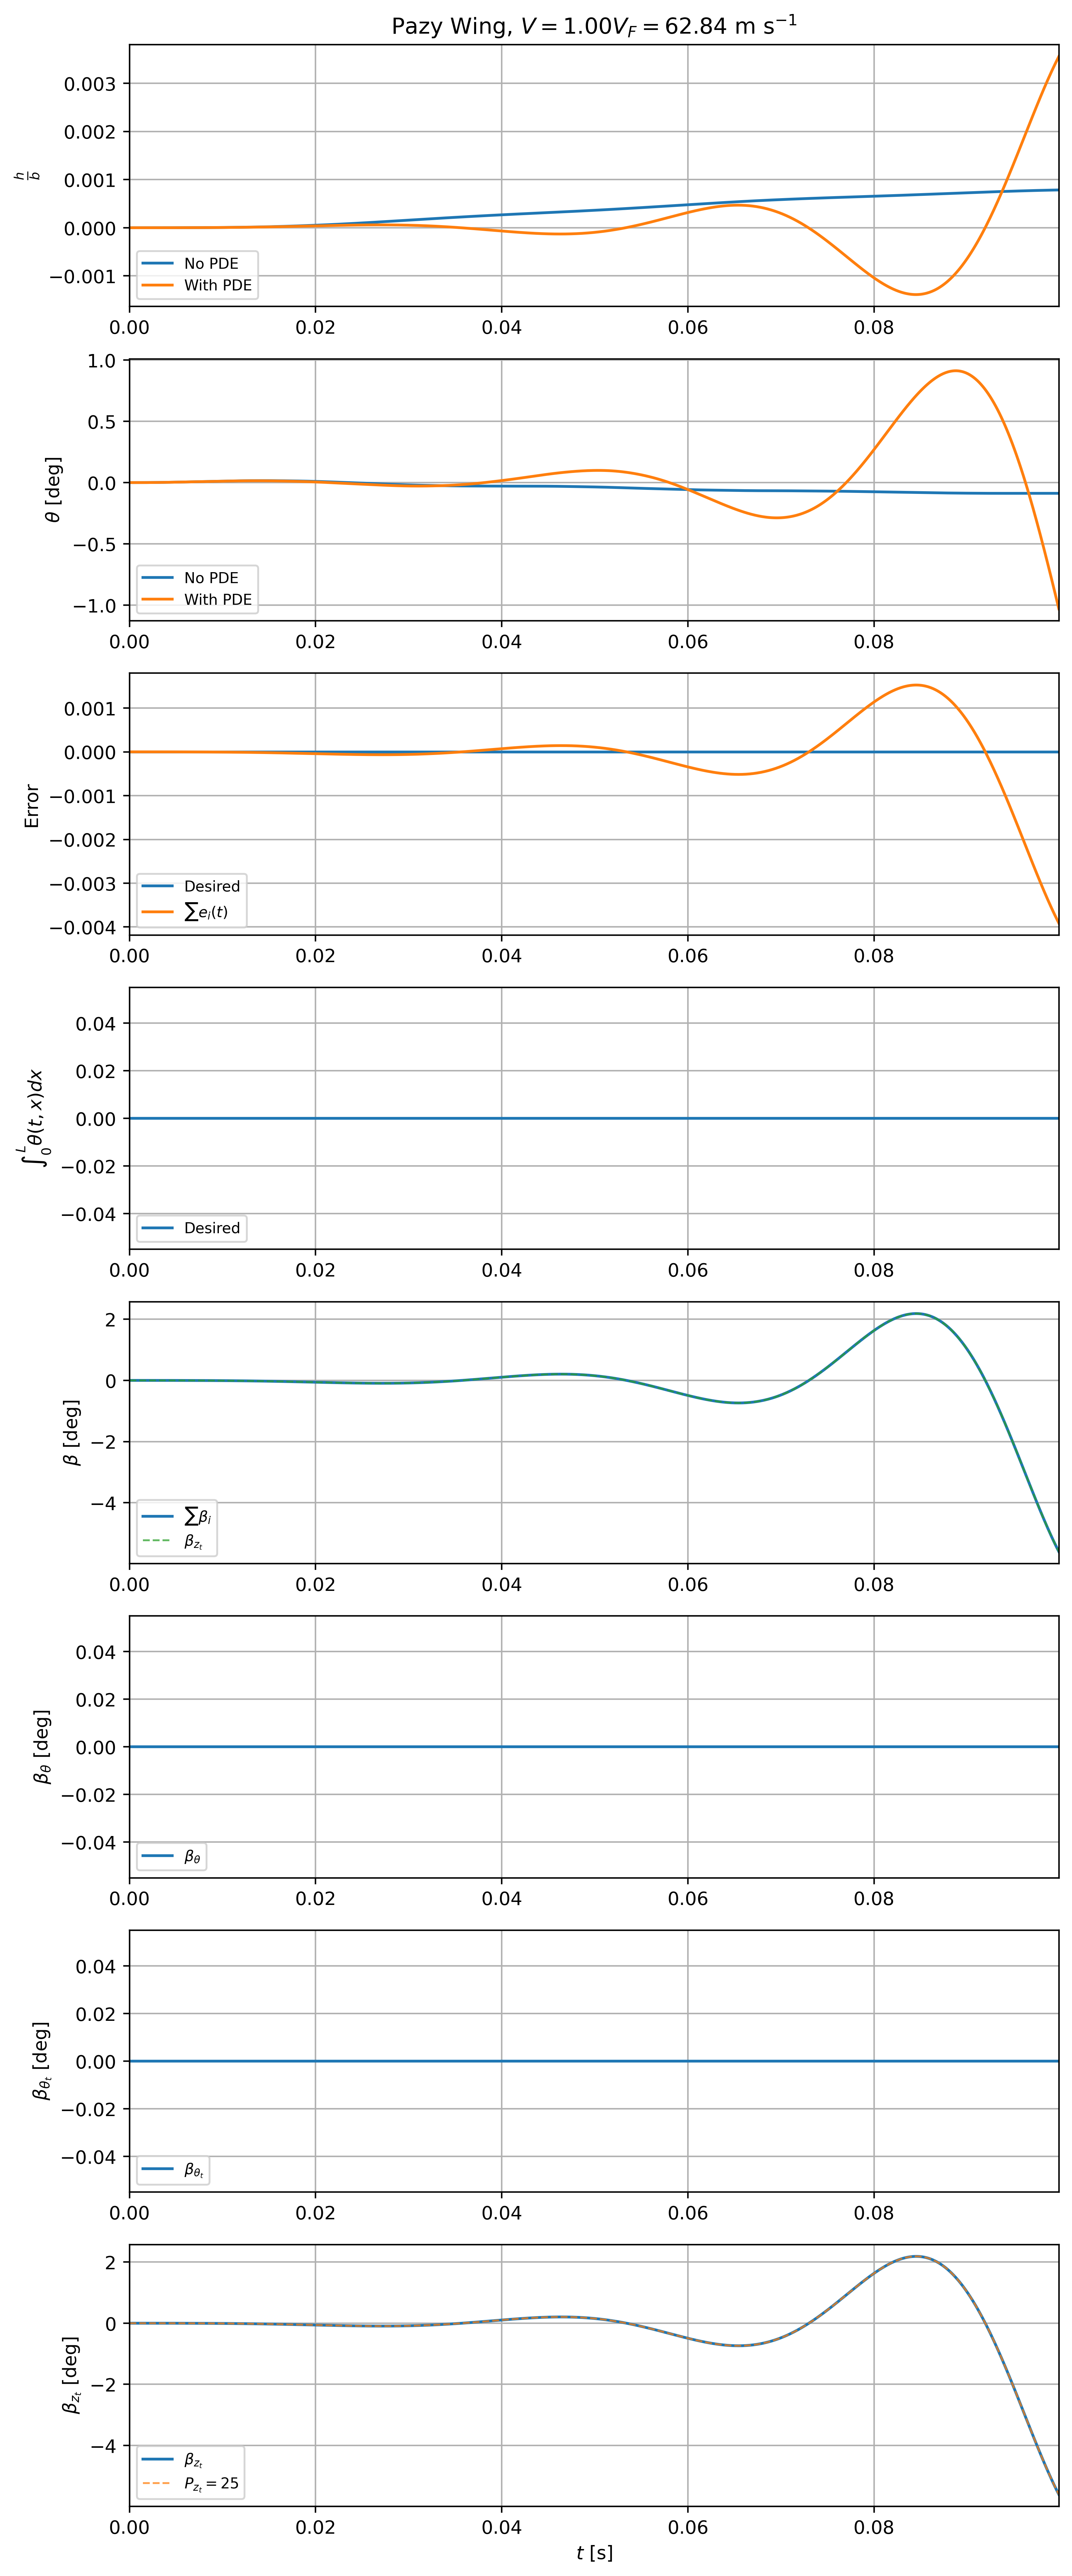 Pazy Wing, V = 1.00V_F = 62.84 m s⁻¹
h/b
0.003
0.002
0.001
0.000
−0.001
No PDE
With PDE
0.00 0.02 0.04 0.06 0.08
θ [deg]
1.0
0.5
0.0
−0.5
−1.0
No PDE
With PDE
0.00 0.02 0.04 0.06 0.08
Error
0.001
0.000
−0.001
−0.002
−0.003
−0.004
Desired
∑e_i(t)
0.00 0.02 0.04 0.06 0.08
∫₀ᴸ θ(t, x)dx
0.04
0.02
0.00
−0.02
−0.04
Desired
0.00 0.02 0.04 0.06 0.08
β [deg]
2
0
−2
−4
∑β_i
β_{z_t}
0.00 0.02 0.04 0.06 0.08
β_θ [deg]
0.04
0.02
0.00
−0.02
−0.04
β_θ
0.00 0.02 0.04 0.06 0.08
β_{θ_t} [deg]
0.04
0.02
0.00
−0.02
−0.04
β_{θ_t}
0.00 0.02 0.04 0.06 0.08
β_{z_t} [deg]
2
0
−2
−4
β_{z_t}
P_{z_t} = 25
0.00 0.02 0.04 0.06 0.08
t [s]